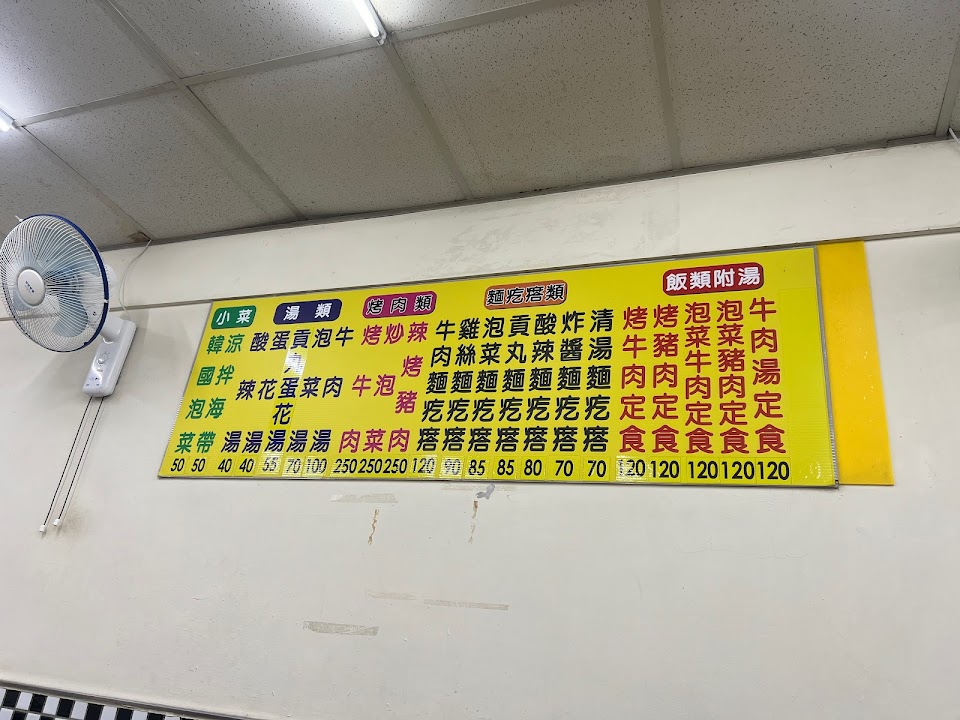 小菜
韓國泡菜 50
涼拌海帶 50
湯類
酸辣湯 40
蛋花湯 40
貢丸蛋花湯 55
泡菜湯 70
牛肉湯 100
烤肉類
烤牛肉 250
炒泡菜 250
辣烤豬肉 250
麵疙瘩類
牛肉麵疙瘩 120
雞絲麵疙瘩 90
泡菜麵疙瘩 85
貢丸麵疙瘩 85
酸辣麵疙瘩 80
炸醬麵疙瘩 70
清湯麵疙瘩 70
飯類附湯
烤牛肉定食 120
烤豬肉定食 120
泡菜牛肉定食 120
泡菜豬肉定食 120
牛肉湯定食 120